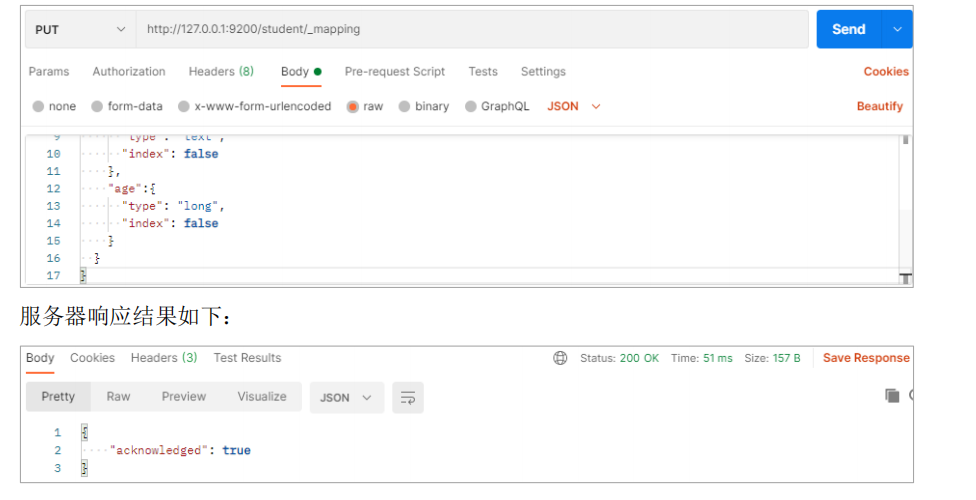 PUT http://127.0.0.1:9200/student/_mapping Send
Params Authorization Headers (8) Body Pre-request Script Tests Settings Cookies
none form-data x-www-form-urlencoded raw binary GraphQL JSON Beautify
9 "type": "text",
10 "index": false
11 },
12 "age":{
13 "type": "long",
14 "index": false
15 }
16 }
17 }
服务器响应结果如下：
Body Cookies Headers (3) Test Results Status: 200 OK Time: 51 ms Size: 157 B Save Response
Pretty Raw Preview Visualize JSON
1 {
2 "acknowledged": true
3 }